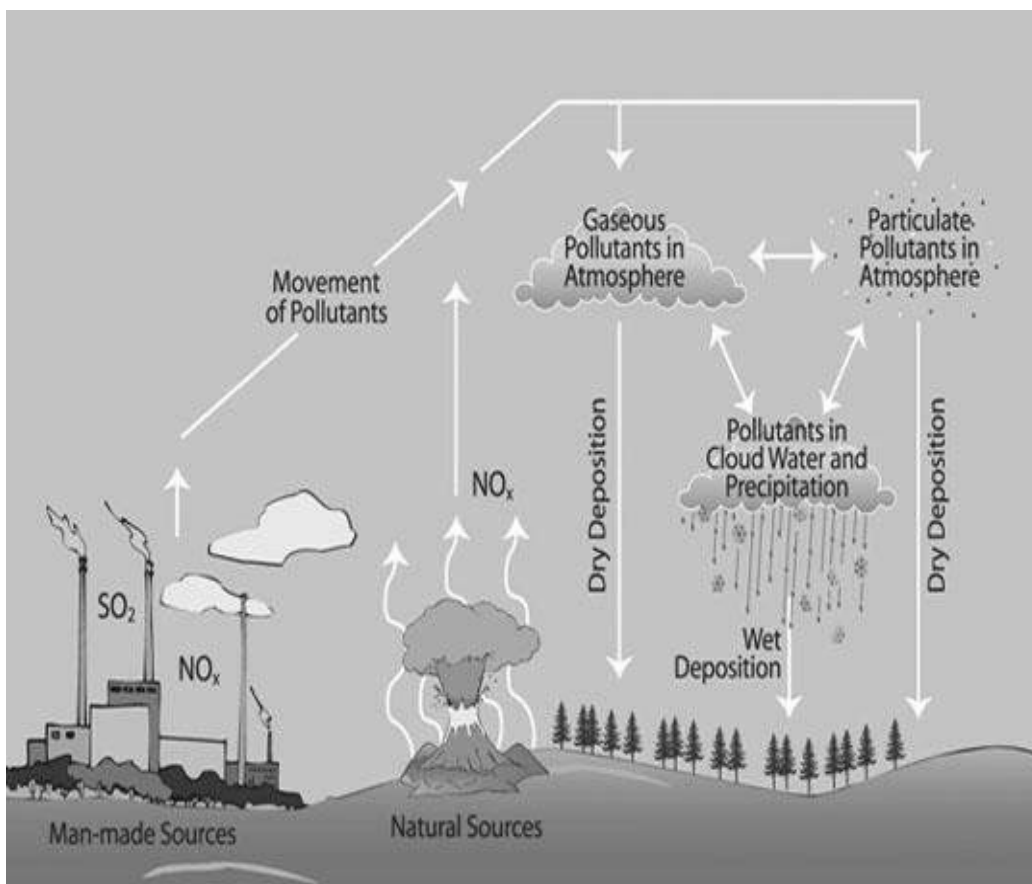 Gaseous
Pollutants in
Atmosphere
Particulate
Pollutants in
Atmosphere
Movement
of Pollutants
Dry Deposition
Pollutants in
Cloud Water and
Precipitation
Dry Deposition
NOx
SO2
NOx
Wet
Deposition
Man-made Sources
Natural Sources